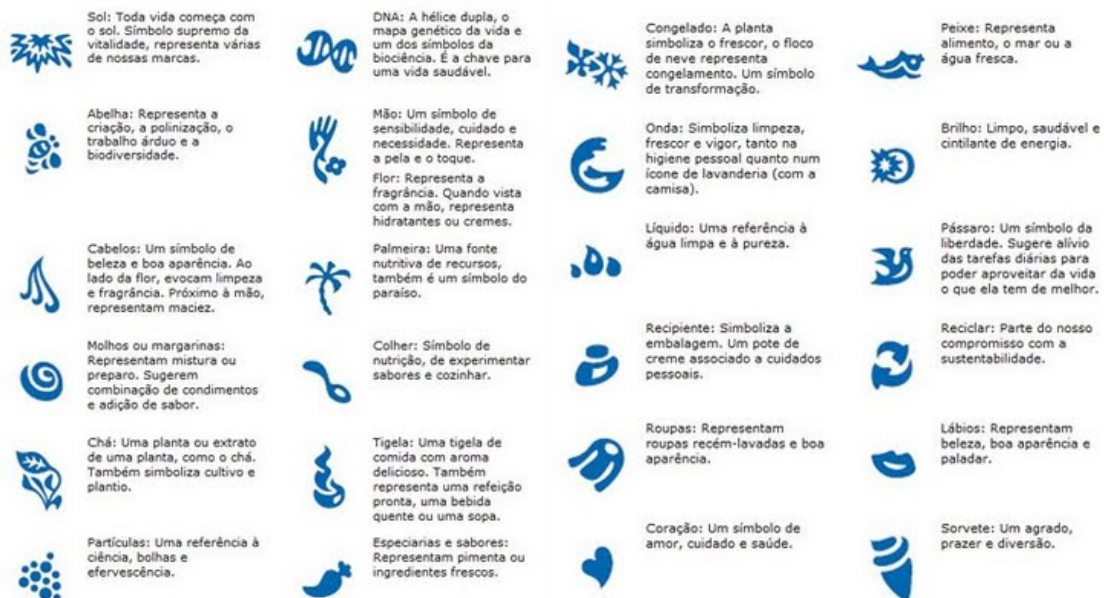 Sol: Toda vida começa com
o sol. Símbolo supremo da
vitalidade, representa várias
de nossas marcas.
Abelha: Representa a
criação, a polinização, o
trabalho árduo e a
biodiversidade.
Cabelos: Um símbolo de
beleza e boa aparência. Ao
lado da flor, evocam limpeza
e fragrância. Próximo à mão,
representam maciez.
Molhos ou margarinas:
Representam mistura ou
preparo. Sugerem
combinação de condimentos
e adição de sabor.
Chá: Uma planta ou extrato
de uma planta, como o chá.
Também simboliza cultivo e
plantio.
Partículas: Uma referência à
ciência, bolhas e
efervescência.
DNA: A hélice dupla, o
mapa genético da vida e
um dos símbolos da
biociência. É a chave para
uma vida saudável.
Mão: Um símbolo de
sensibilidade, cuidado e
necessidade. Representa
a pela e o toque.
Flor: Representa a
fragrância. Quando vista
com a mão, representa
hidratantes ou cremes.
Palmeira: Uma fonte
nutritiva de recursos,
também é um símbolo do
paraíso.
Colher: Símbolo de
nutrição, de experimentar
sabores e cozinhar.
Tigela: Uma tigela de
comida com aroma
delicioso. Também
representa uma refeição
pronta, uma bebida
quente ou uma sopa.
Especiarias e sabores:
Representam pimenta ou
ingredientes frescos.
Congelado: A planta
simboliza o frescor, o floco
de neve representa
congelamento. Um símbolo
de transformação.
Onda: Simboliza limpeza,
frescor e vigor, tanto na
higiene pessoal quanto num
ícone de lavanderia (com a
camisa).
Líquido: Uma referência à
água limpa e à pureza.
Recipiente: Simboliza a
embalagem. Um pote de
creme associado a cuidados
pessoais.
Roupas: Representam
roupas recém-lavadas e boa
aparência.
Coração: Um símbolo de
amor, cuidado e saúde.
Peixe: Representa
alimento, o mar ou a
água fresca.
Brilho: Limpo, saudável e
cintilante de energia.
Pássaro: Um símbolo da
liberdade. Sugere alívio
das tarefas diárias para
poder aproveitar da vida
o que ela tem de melhor.
Reciclar: Parte do nosso
compromisso com a
sustentabilidade.
Lábios: Representam
beleza, boa aparência e
paladar.
Sorvete: Um agrado,
prazer e diversão.